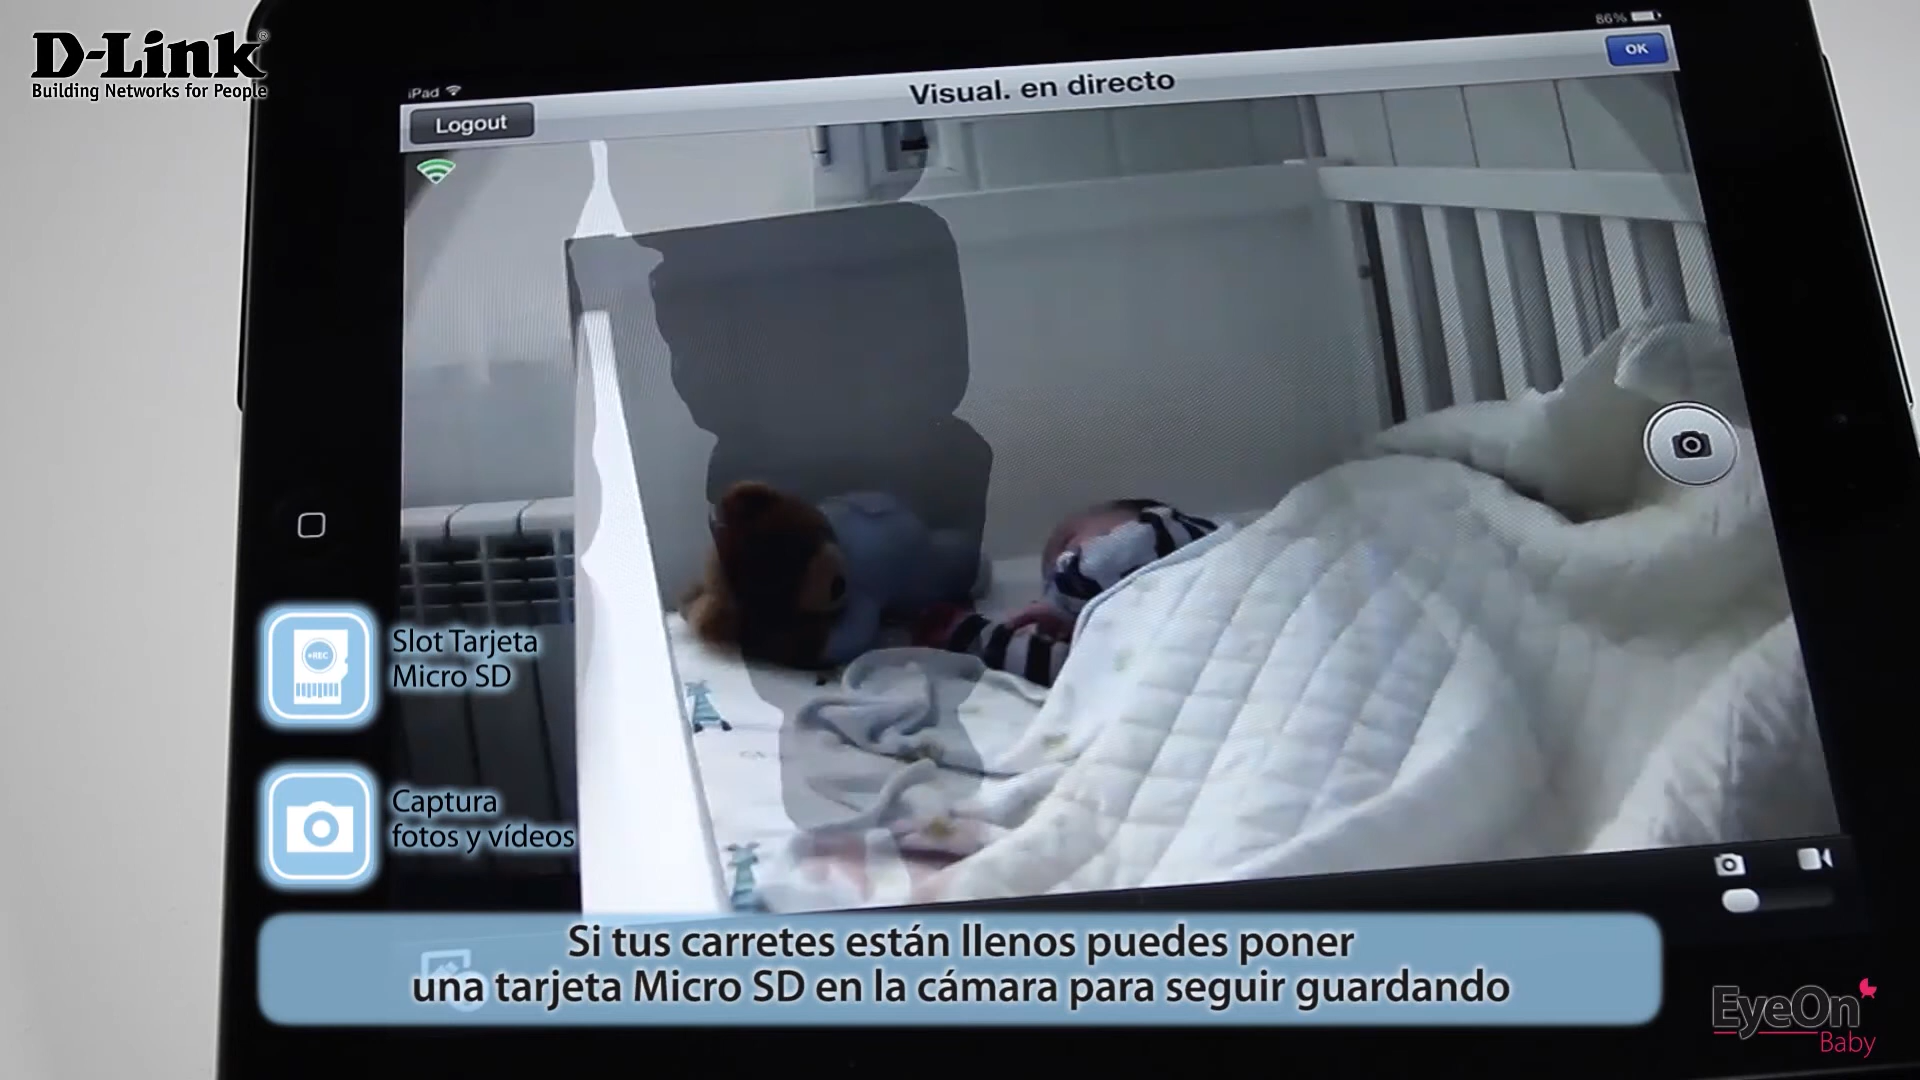 D-Link®
Building Networks for People
iPad
86%
Logout
Visual. en directo
OK
REC
Slot Tarjeta
Micro SD
Captura
fotos y vídeos
Si tus carretes están llenos puedes poner
una tarjeta Micro SD en la cámara para seguir guardando
EyeOn
Baby